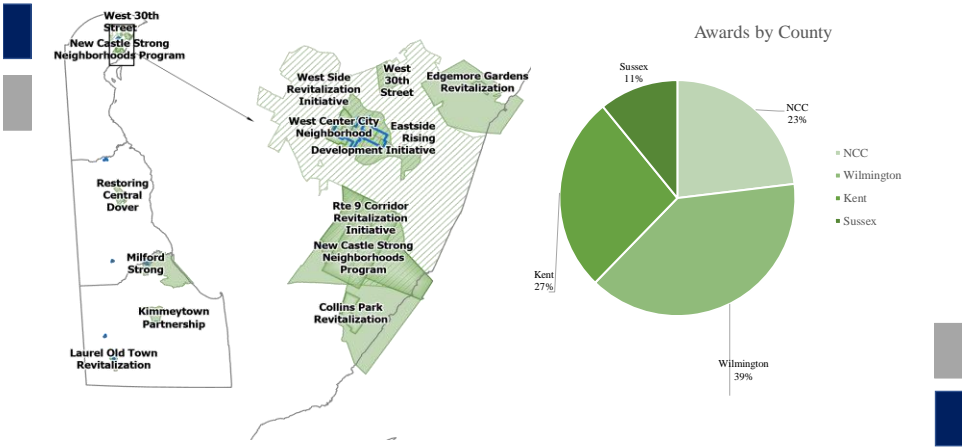 West 30th
Street
New Castle Strong
Neighborhoods Program
Restoring
Central
Dover
Milford
Strong
Kimmeytown
Partnership
Laurel Old Town
Revitalization
West Side
Revitalization
Initiative
West
30th
Street
Edgemore Gardens
Revitalization
West Center City
Neighborhood
Eastside
Rising
Development Initiative
Rte 9 Corridor
Revitalization
Initiative
New Castle Strong
Neighborhoods
Program
Collins Park
Revitalization
Awards by County
Sussex
11%
NCC
23%
Kent
27%
Wilmington
39%
NCC
Wilmington
Kent
Sussex